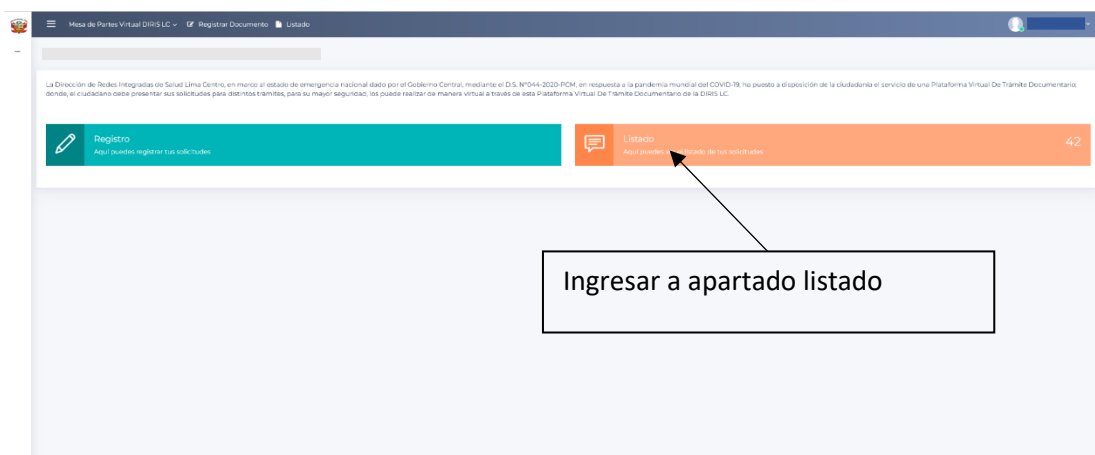 Mesa de Partes Virtual DIRIS LC Registrar Documento Listado
La Dirección de Redes Integradas de Salud Lima Centro, en marco al estado de emergencia nacional dado por el Gobierno Central, mediante el D.S. N°044-2020-PCM, en respuesta a la pandemia mundial del COVID-19, ha puesto a disposición de la ciudadanía el servicio de una Plataforma Virtual De Trámite Documentario,
donde, el ciudadano debe presentar sus solicitudes para distintos trámites, para su mayor seguridad, los puede realizar de manera virtual a través de esta Plataforma Virtual De Trámite Documentario de la DIRIS LC.
Registro
Aquí puedes registrar tus solicitudes
Listado 42
Aquí puedes el listado de tus solicitudes
Ingresar a apartado listado